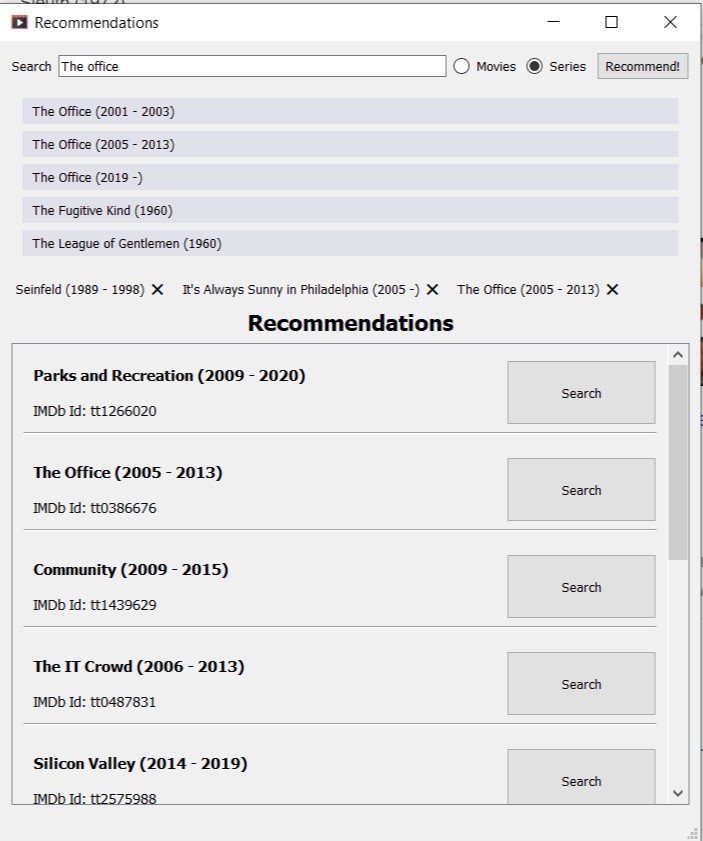 Recommendations
Search The office Movies Series Recommend!
The Office (2001 - 2003)
The Office (2005 - 2013)
The Office (2019 -)
The Fugitive Kind (1960)
The League of Gentlemen (1960)
Seinfeld (1989 - 1998) ✕ It's Always Sunny in Philadelphia (2005 -) ✕ The Office (2005 - 2013) ✕
Recommendations
Parks and Recreation (2009 - 2020)
IMDb Id: tt1266020
Search
The Office (2005 - 2013)
IMDb Id: tt0386676
Search
Community (2009 - 2015)
IMDb Id: tt1439629
Search
The IT Crowd (2006 - 2013)
IMDb Id: tt0487831
Search
Silicon Valley (2014 - 2019)
IMDb Id: tt2575988
Search